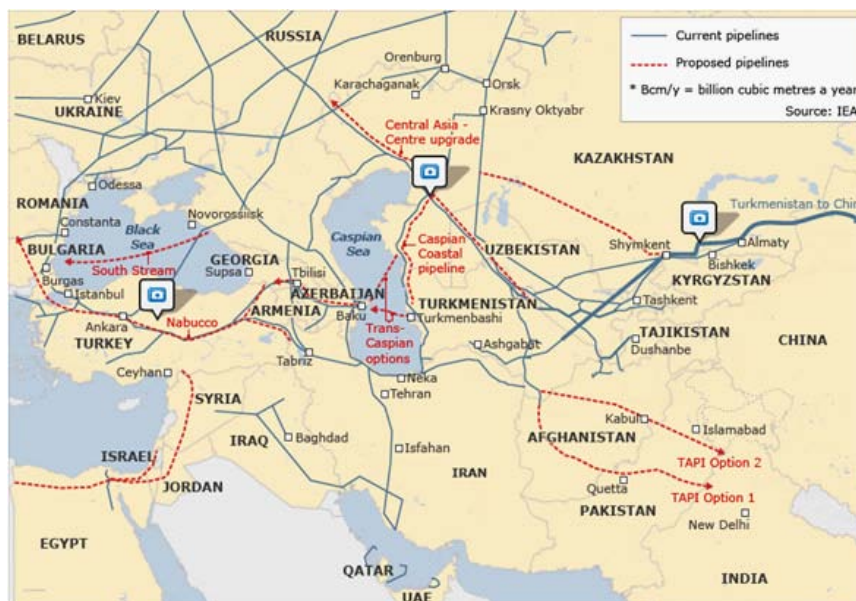 BELARUS
RUSSIA
Current pipelines
Proposed pipelines
* Bcm/y = billion cubic metres a year
Source: IEA
Orenburg
Karachaganak
Orsk
Kiev
Krasny Oktyabr
UKRAINE
Central Asia -
Centre upgrade
KAZAKHSTAN
Odessa
ROMANIA
Turkmenistan to China
Constanta
Novorossiisk
Black
Sea
Caspian
Sea
Caspian
Coastal
pipeline
UZBEKISTAN
Shymkent
Almaty
BULGARIA
GEORGIA
Bishkek
South Stream
Supsa
KYRGYZSTAN
Burgas
Tbilisi
Istanbul
AZERBAIJAN
TURKMENISTAN
Tashkent
ARMENIA
Baku
Turkmenbashi
Ankara
Nabucco
TAJIKISTAN
TURKEY
Trans-
Caspian
options
Ashgabat
Dushanbe
CHINA
Tabriz
Ceyhan
Neka
SYRIA
Tehran
Kabul
Islamabad
IRAQ
Baghdad
Isfahan
AFGHANISTAN
ISRAEL
TAPI Option 2
IRAN
JORDAN
Quetta
TAPI Option 1
PAKISTAN
New Delhi
EGYPT
QATAR
INDIA
UAE